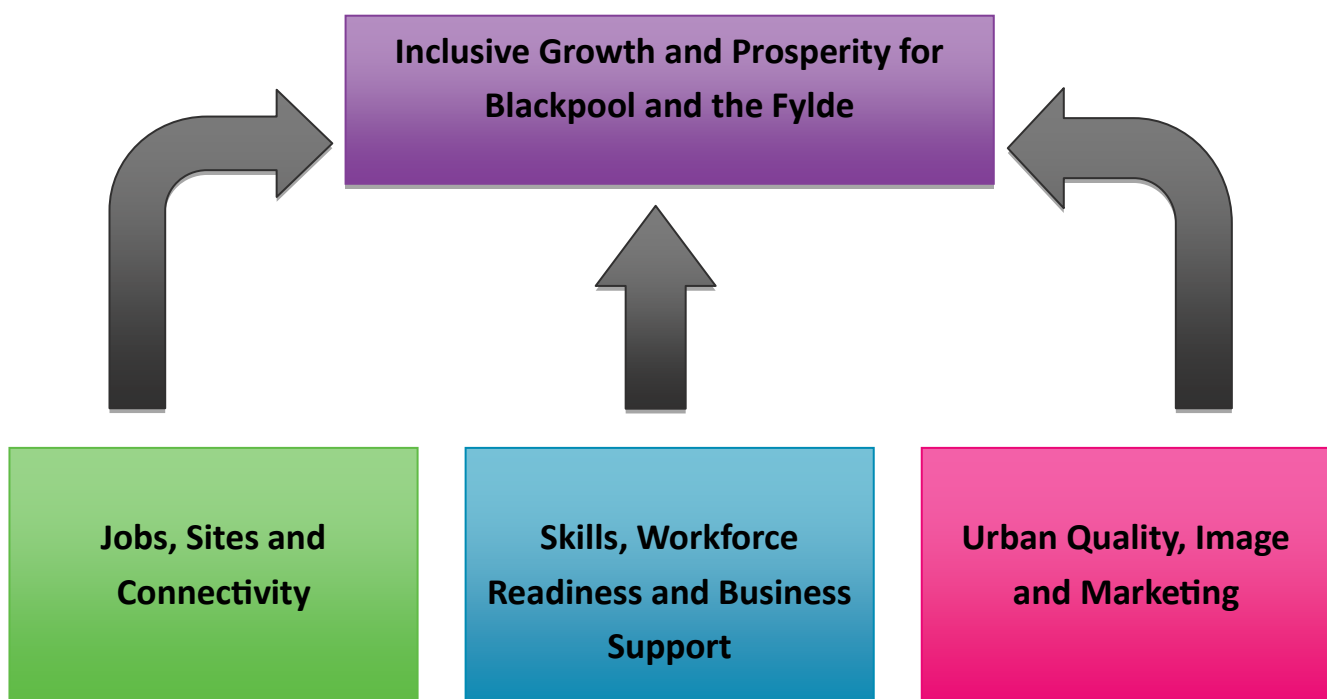 Inclusive Growth and Prosperity for
Blackpool and the Fylde
Jobs, Sites and
Connectivity
Skills, Workforce
Readiness and Business
Support
Urban Quality, Image
and Marketing